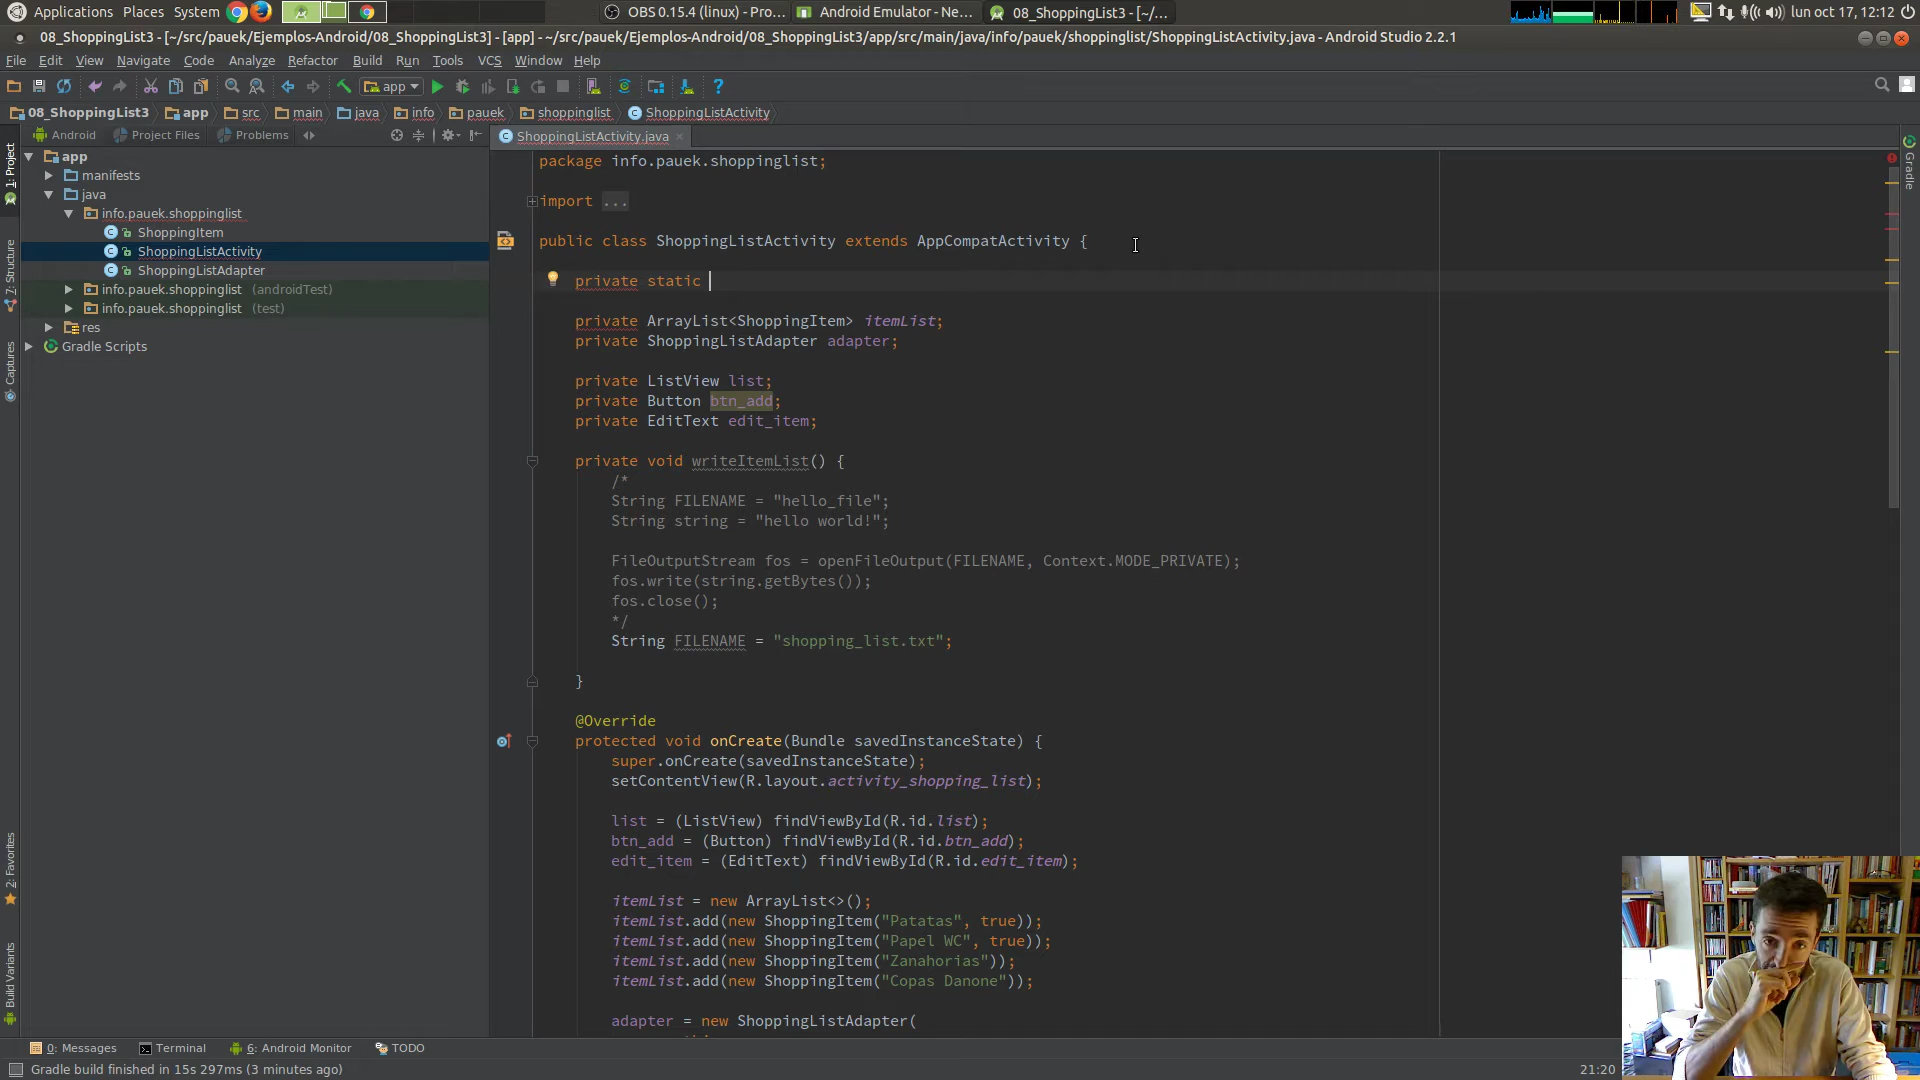 Applications Places System
OBS 0.15.4 (linux) - Pro...
Android Emulator - Ne...
08_ShoppingList3 - [~/...
lun oct 17, 12:12
08_ShoppingList3 - [~/src/pauek/Ejemplos-Android/08_ShoppingList3] - [app] - ~/src/pauek/Ejemplos-Android/08_ShoppingList3/app/src/main/java/info/pauek/shoppinglist/ShoppingListActivity.java - Android Studio 2.2.1
File Edit View Navigate Code Analyze Refactor Build Run Tools VCS Window Help
app
08_ShoppingList3 app src main java info pauek shoppinglist ShoppingListActivity
Android Project Files Problems
ShoppingListActivity.java
1: Project
7: Structure
Captures
2: Favorites
Build Variants
Gradle
app
manifests
java
info.pauek.shoppinglist
ShoppingItem
ShoppingListActivity
ShoppingListAdapter
info.pauek.shoppinglist (androidTest)
info.pauek.shoppinglist (test)
res
Gradle Scripts
package info.pauek.shoppinglist;
import ...
public class ShoppingListActivity extends AppCompatActivity {
private static
private ArrayList<ShoppingItem> itemList;
private ShoppingListAdapter adapter;
private ListView list;
private Button btn_add;
private EditText edit_item;
private void writeItemList() {
/*
String FILENAME = "hello_file";
String string = "hello world!";
FileOutputStream fos = openFileOutput(FILENAME, Context.MODE_PRIVATE);
fos.write(string.getBytes());
fos.close();
*/
String FILENAME = "shopping_list.txt";
}
@Override
protected void onCreate(Bundle savedInstanceState) {
super.onCreate(savedInstanceState);
setContentView(R.layout.activity_shopping_list);
list = (ListView) findViewById(R.id.list);
btn_add = (Button) findViewById(R.id.btn_add);
edit_item = (EditText) findViewById(R.id.edit_item);
itemList = new ArrayList<>();
itemList.add(new ShoppingItem("Patatas", true));
itemList.add(new ShoppingItem("Papel WC", true));
itemList.add(new ShoppingItem("Zanahorias"));
itemList.add(new ShoppingItem("Copas Danone"));
adapter = new ShoppingListAdapter(
0: Messages Terminal 6: Android Monitor TODO
Gradle build finished in 15s 297ms (3 minutes ago)
21:20